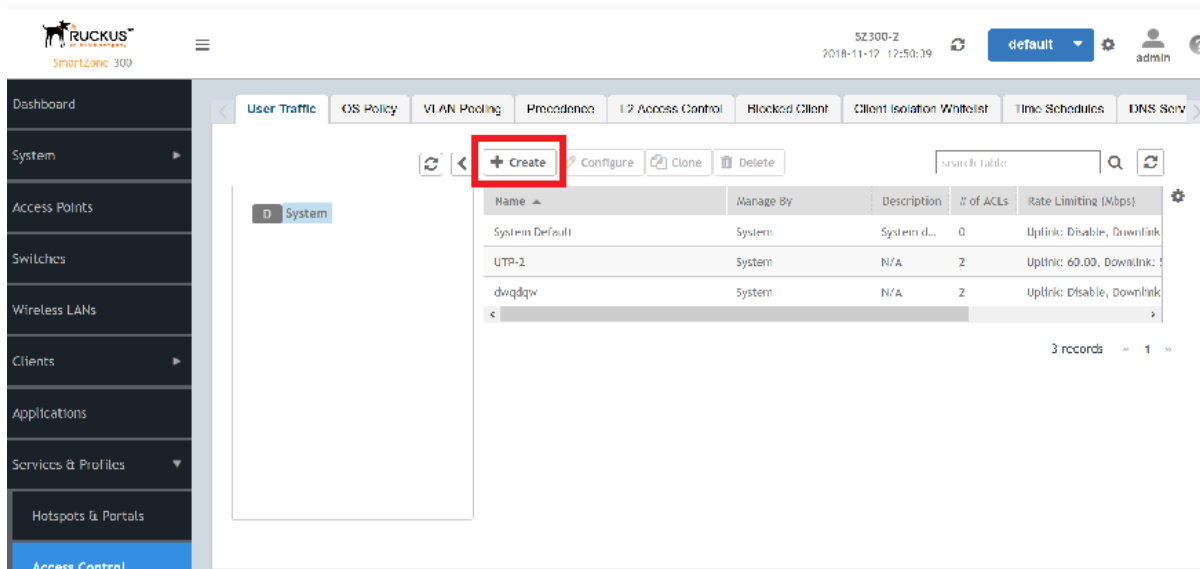 RUCKUS
SmartZone 300
SZ300-2
2018-11-12 12:50:39
default
admin
Dashboard
System
Access Points
Switches
Wireless LANs
Clients
Applications
Services & Profiles
Hotspots & Portals
Access Control
User Traffic
OS Policy
VLAN Pooling
Precedence
L2 Access Control
Blocked Client
Client Isolation Whitelist
Time Schedules
DNS Serv
Create
Configure
Clone
Delete
search table
D System
Name Manage By Description # of ACLs Rate Limiting (Mbps)
System Default System System d... 0 Uplink: Disable, Downlink
UTP-2 System N/A 2 Uplink: 60.00, Downlink:
dwqdqw System N/A 2 Uplink: Disable, Downlink
3 records « 1 »